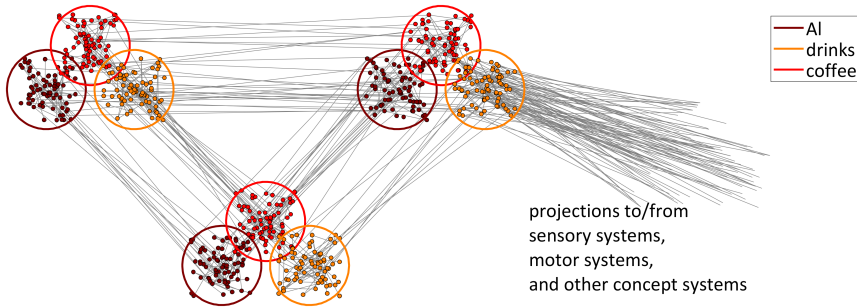 Al
drinks
coffee
projections to/from
sensory systems,
motor systems,
and other concept systems